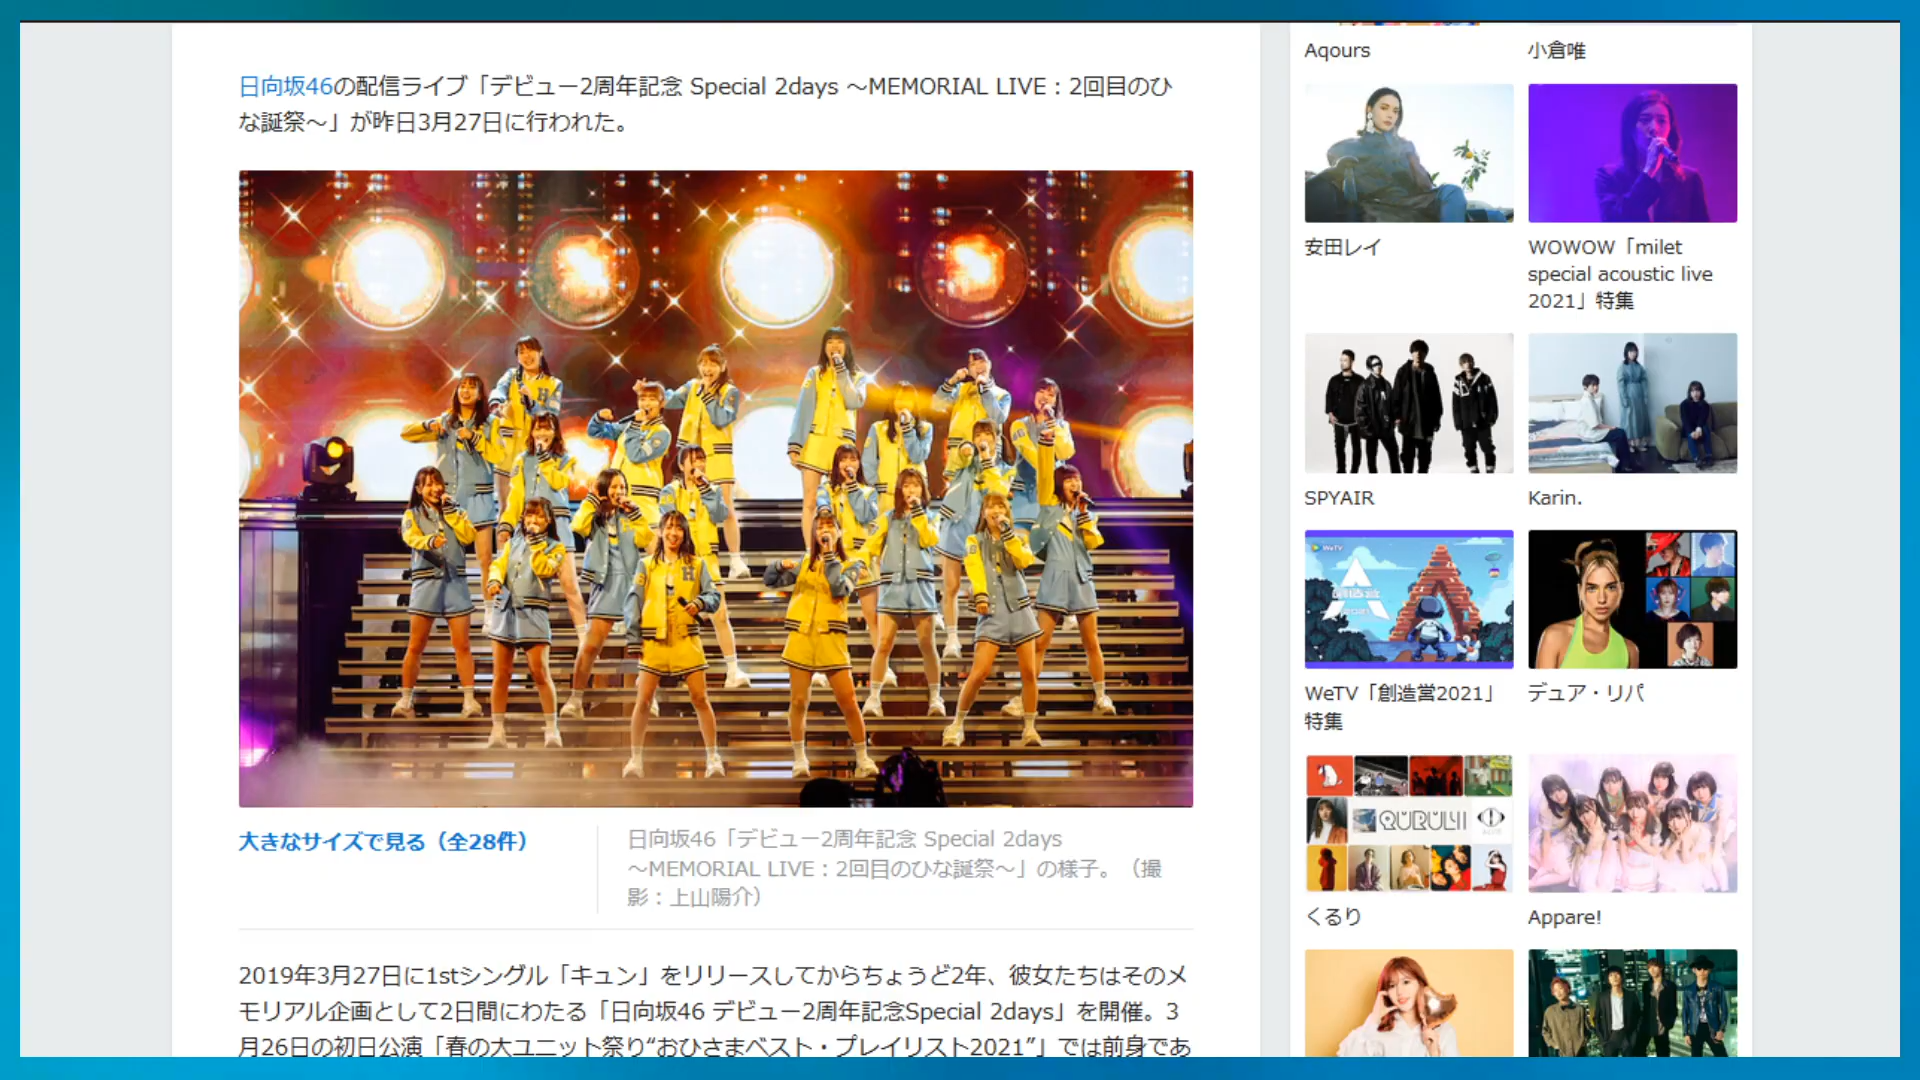 日向坂46の配信ライブ「デビュー2周年記念 Special 2days ～MEMORIAL LIVE：2回目のひ
な誕祭～」が昨日3月27日に行われた。
大きなサイズで見る（全28件）
日向坂46「デビュー2周年記念 Special 2days
～MEMORIAL LIVE：2回目のひな誕祭～」の様子。（撮
影：上山陽介）
2019年3月27日に1stシングル「キュン」をリリースしてからちょうど2年、彼女たちはそのメ
モリアル企画として2日間にわたる「日向坂46 デビュー2周年記念Special 2days」を開催。3
月26日の初日公演「春の大ユニット祭り“おひさまベスト・プレイリスト2021”」では前身であ
Aqours
小倉唯
安田レイ
WOWOW「milet
special acoustic live
2021」特集
SPYAIR
Karin.
WeTV
WeTV「創造営2021」
特集
デュア・リパ
QURULI
くるり
Appare!